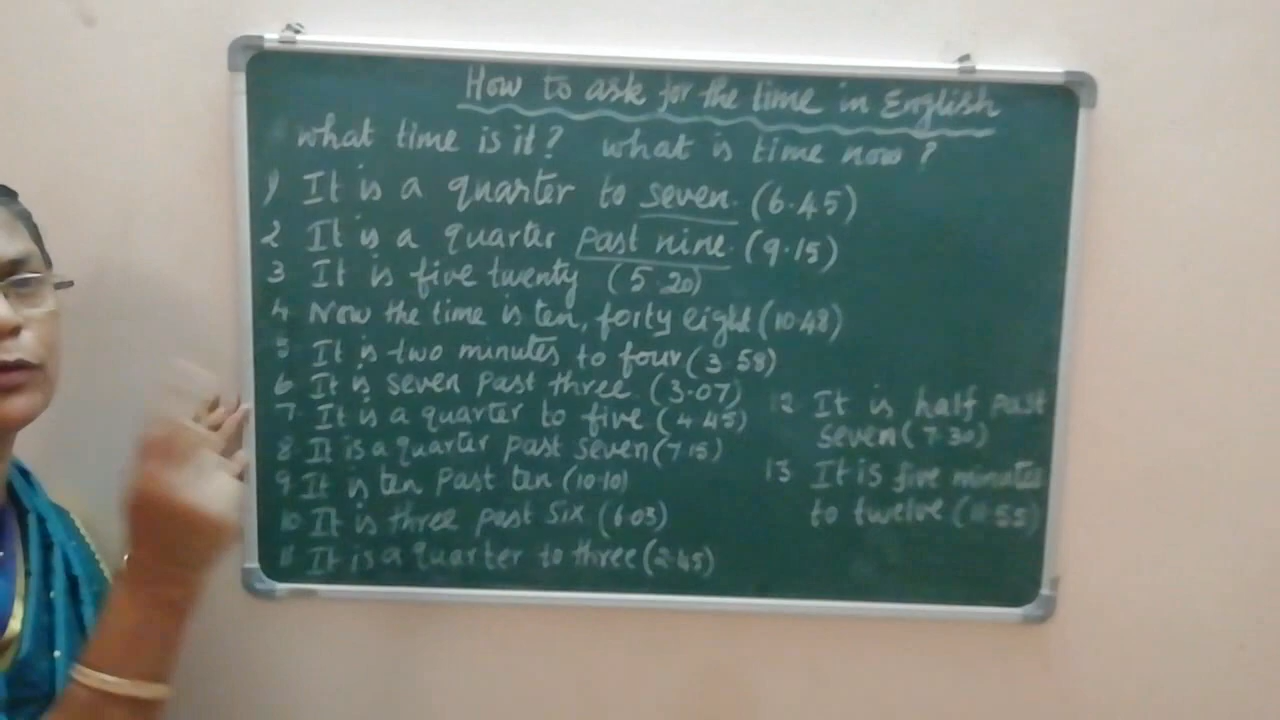 How to ask for the time in English
what time is it? what is time now?
1) It is a quarter to seven. (6.45)
2 It is a quarter past nine. (9.15)
3 It is five twenty (5.20)
4 Now the time is ten, forty eight (10.48)
5 It is two minutes to four (3.58)
6 It is seven past three. (3.07)
7. It is a quarter to five (4.45)
8 It is a quarter past seven (7.15)
9 It is ten past ten (10.10)
10 It is three past six (6.03)
11 It is a quarter to three (2.45)
12 It is half past
seven (7.30)
13 It is five minutes
to twelve (11.55)